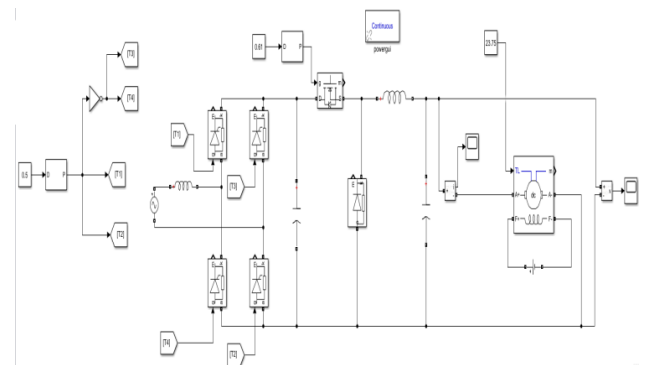 Continuous
powergui
0.61
D
P
23.75
[T3]
[T4]
0.5
D
P
[T1]
[T2]
[T1]
[T3]
TL
m
dc
A+
A-
F+
F-
[T4]
[T2]